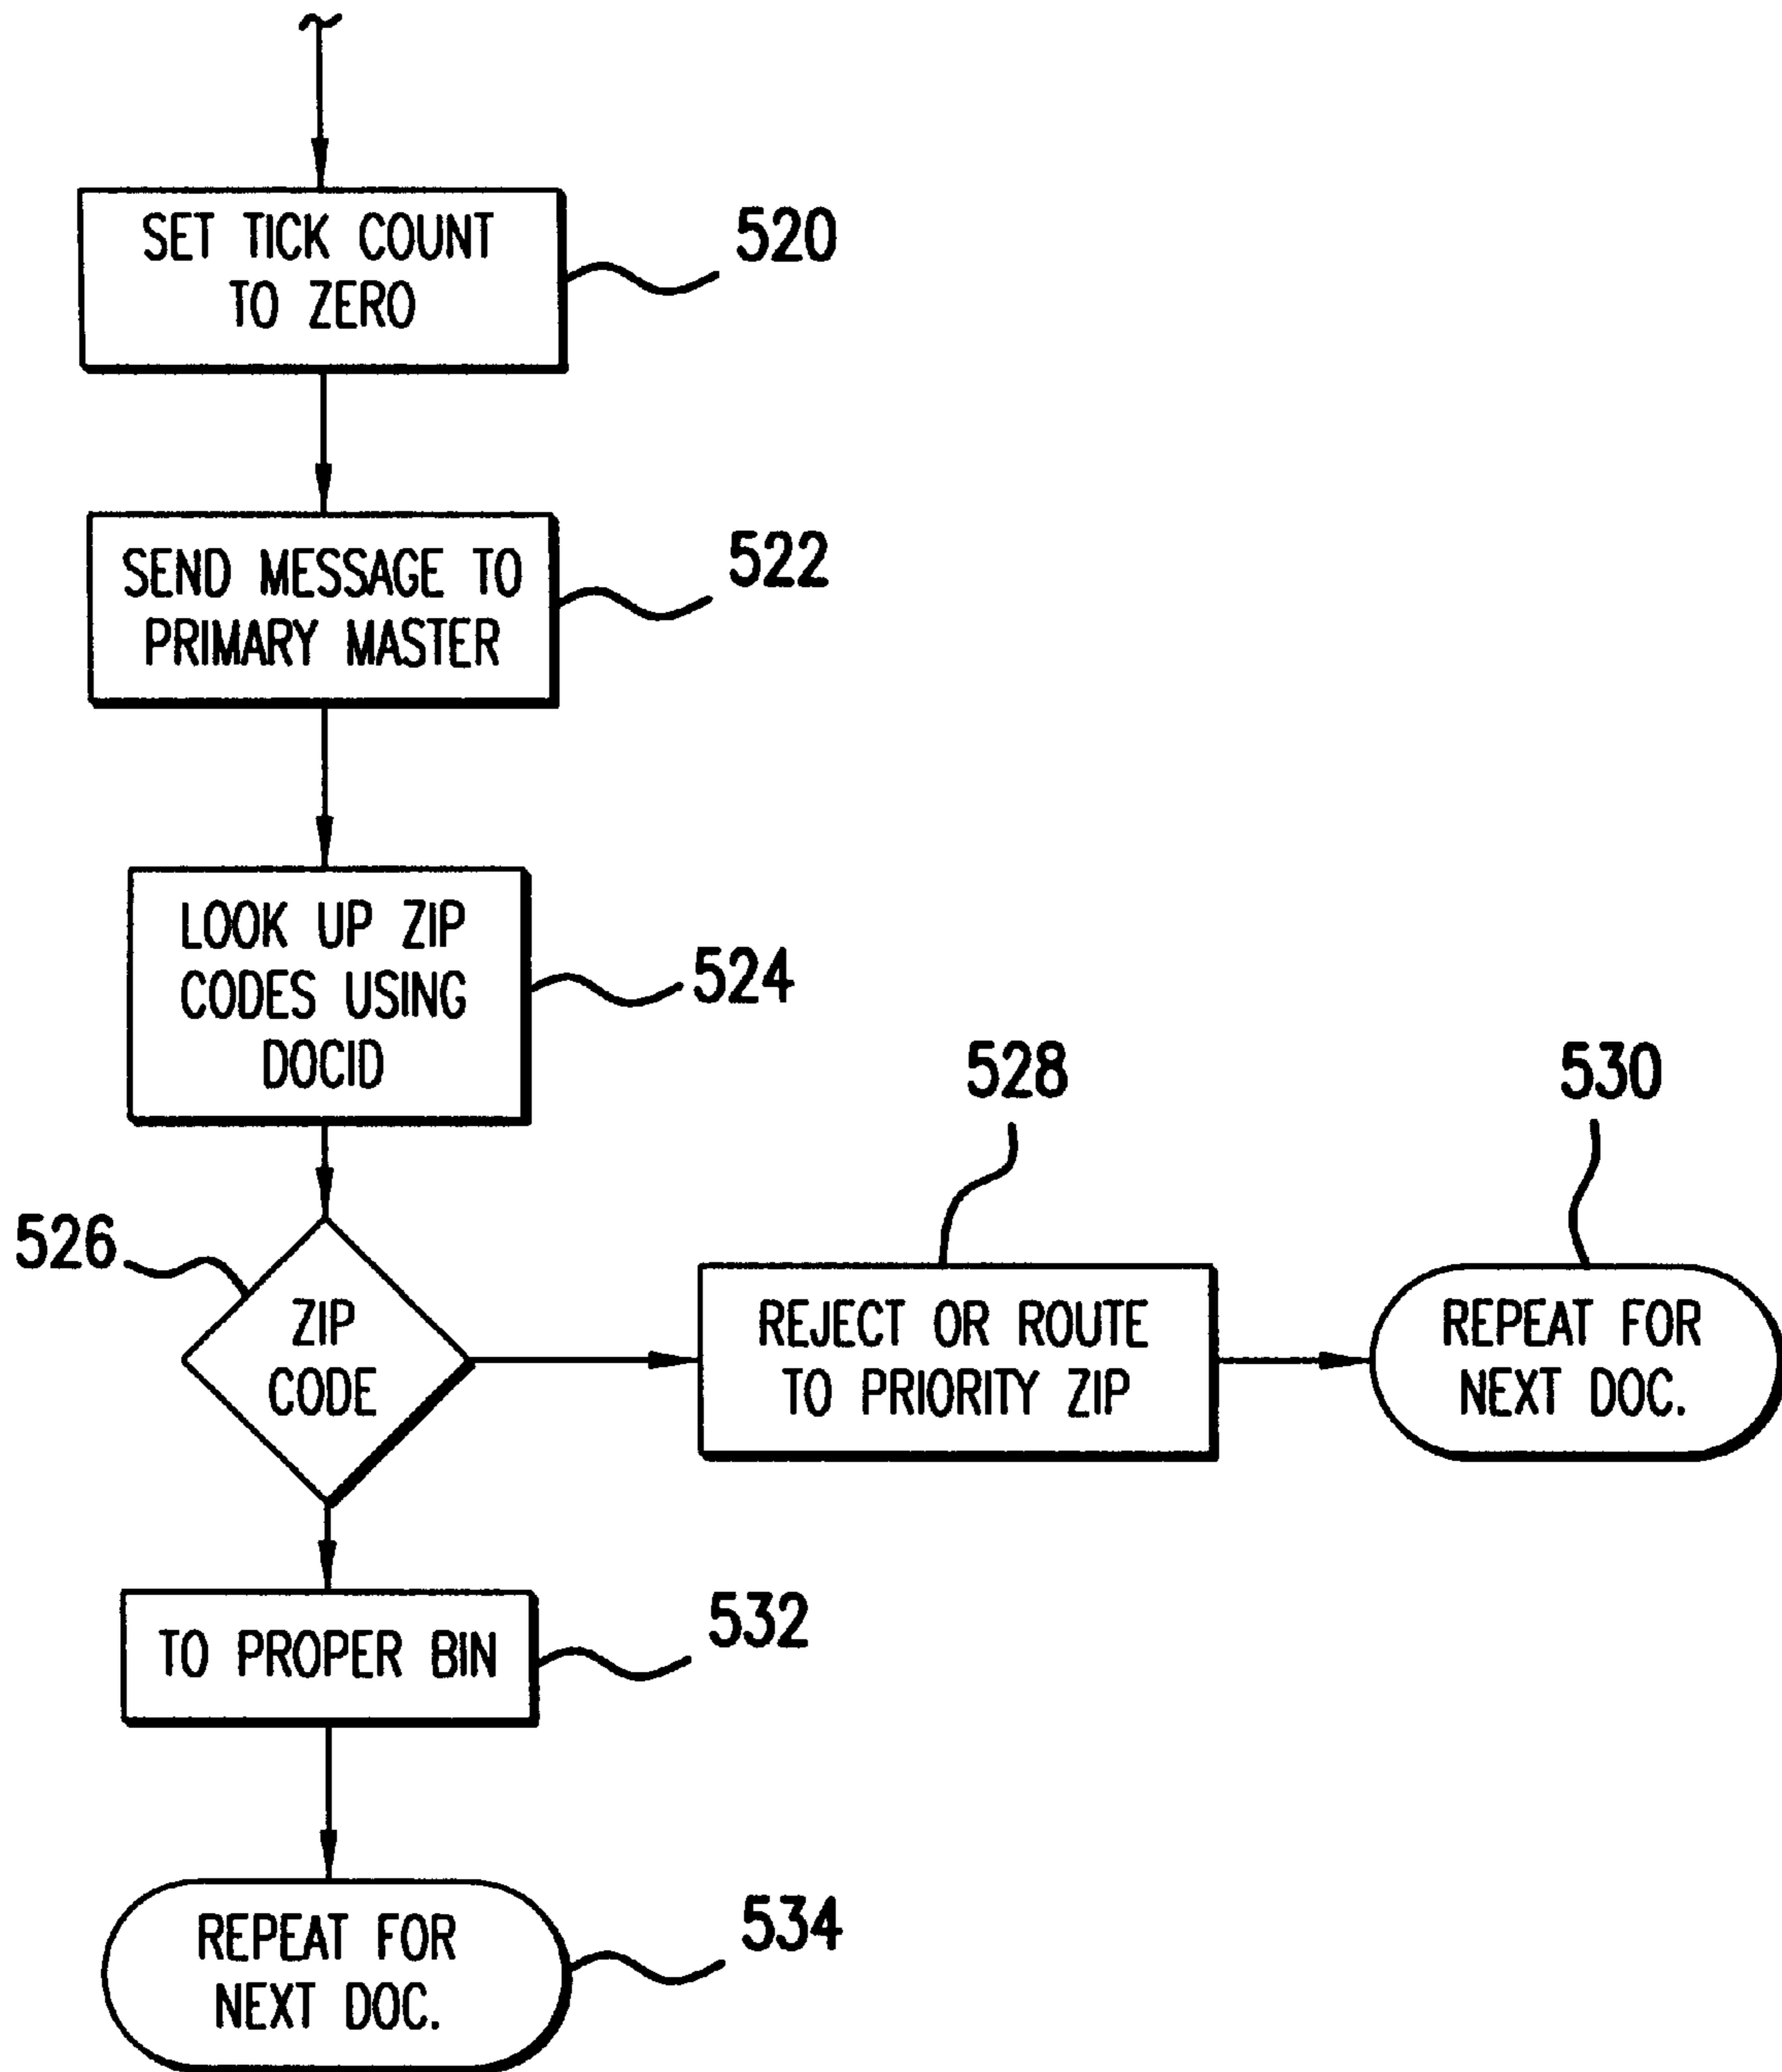 SET TICK COUNT
TO ZERO
520
SEND MESSAGE TO
PRIMARY MASTER
522
LOOK UP ZIP
CODES USING
DOCID
524
526
ZIP
CODE
528
REJECT OR ROUTE
TO PRIORITY ZIP
530
REPEAT FOR
NEXT DOC.
TO PROPER BIN
532
REPEAT FOR
NEXT DOC.
534